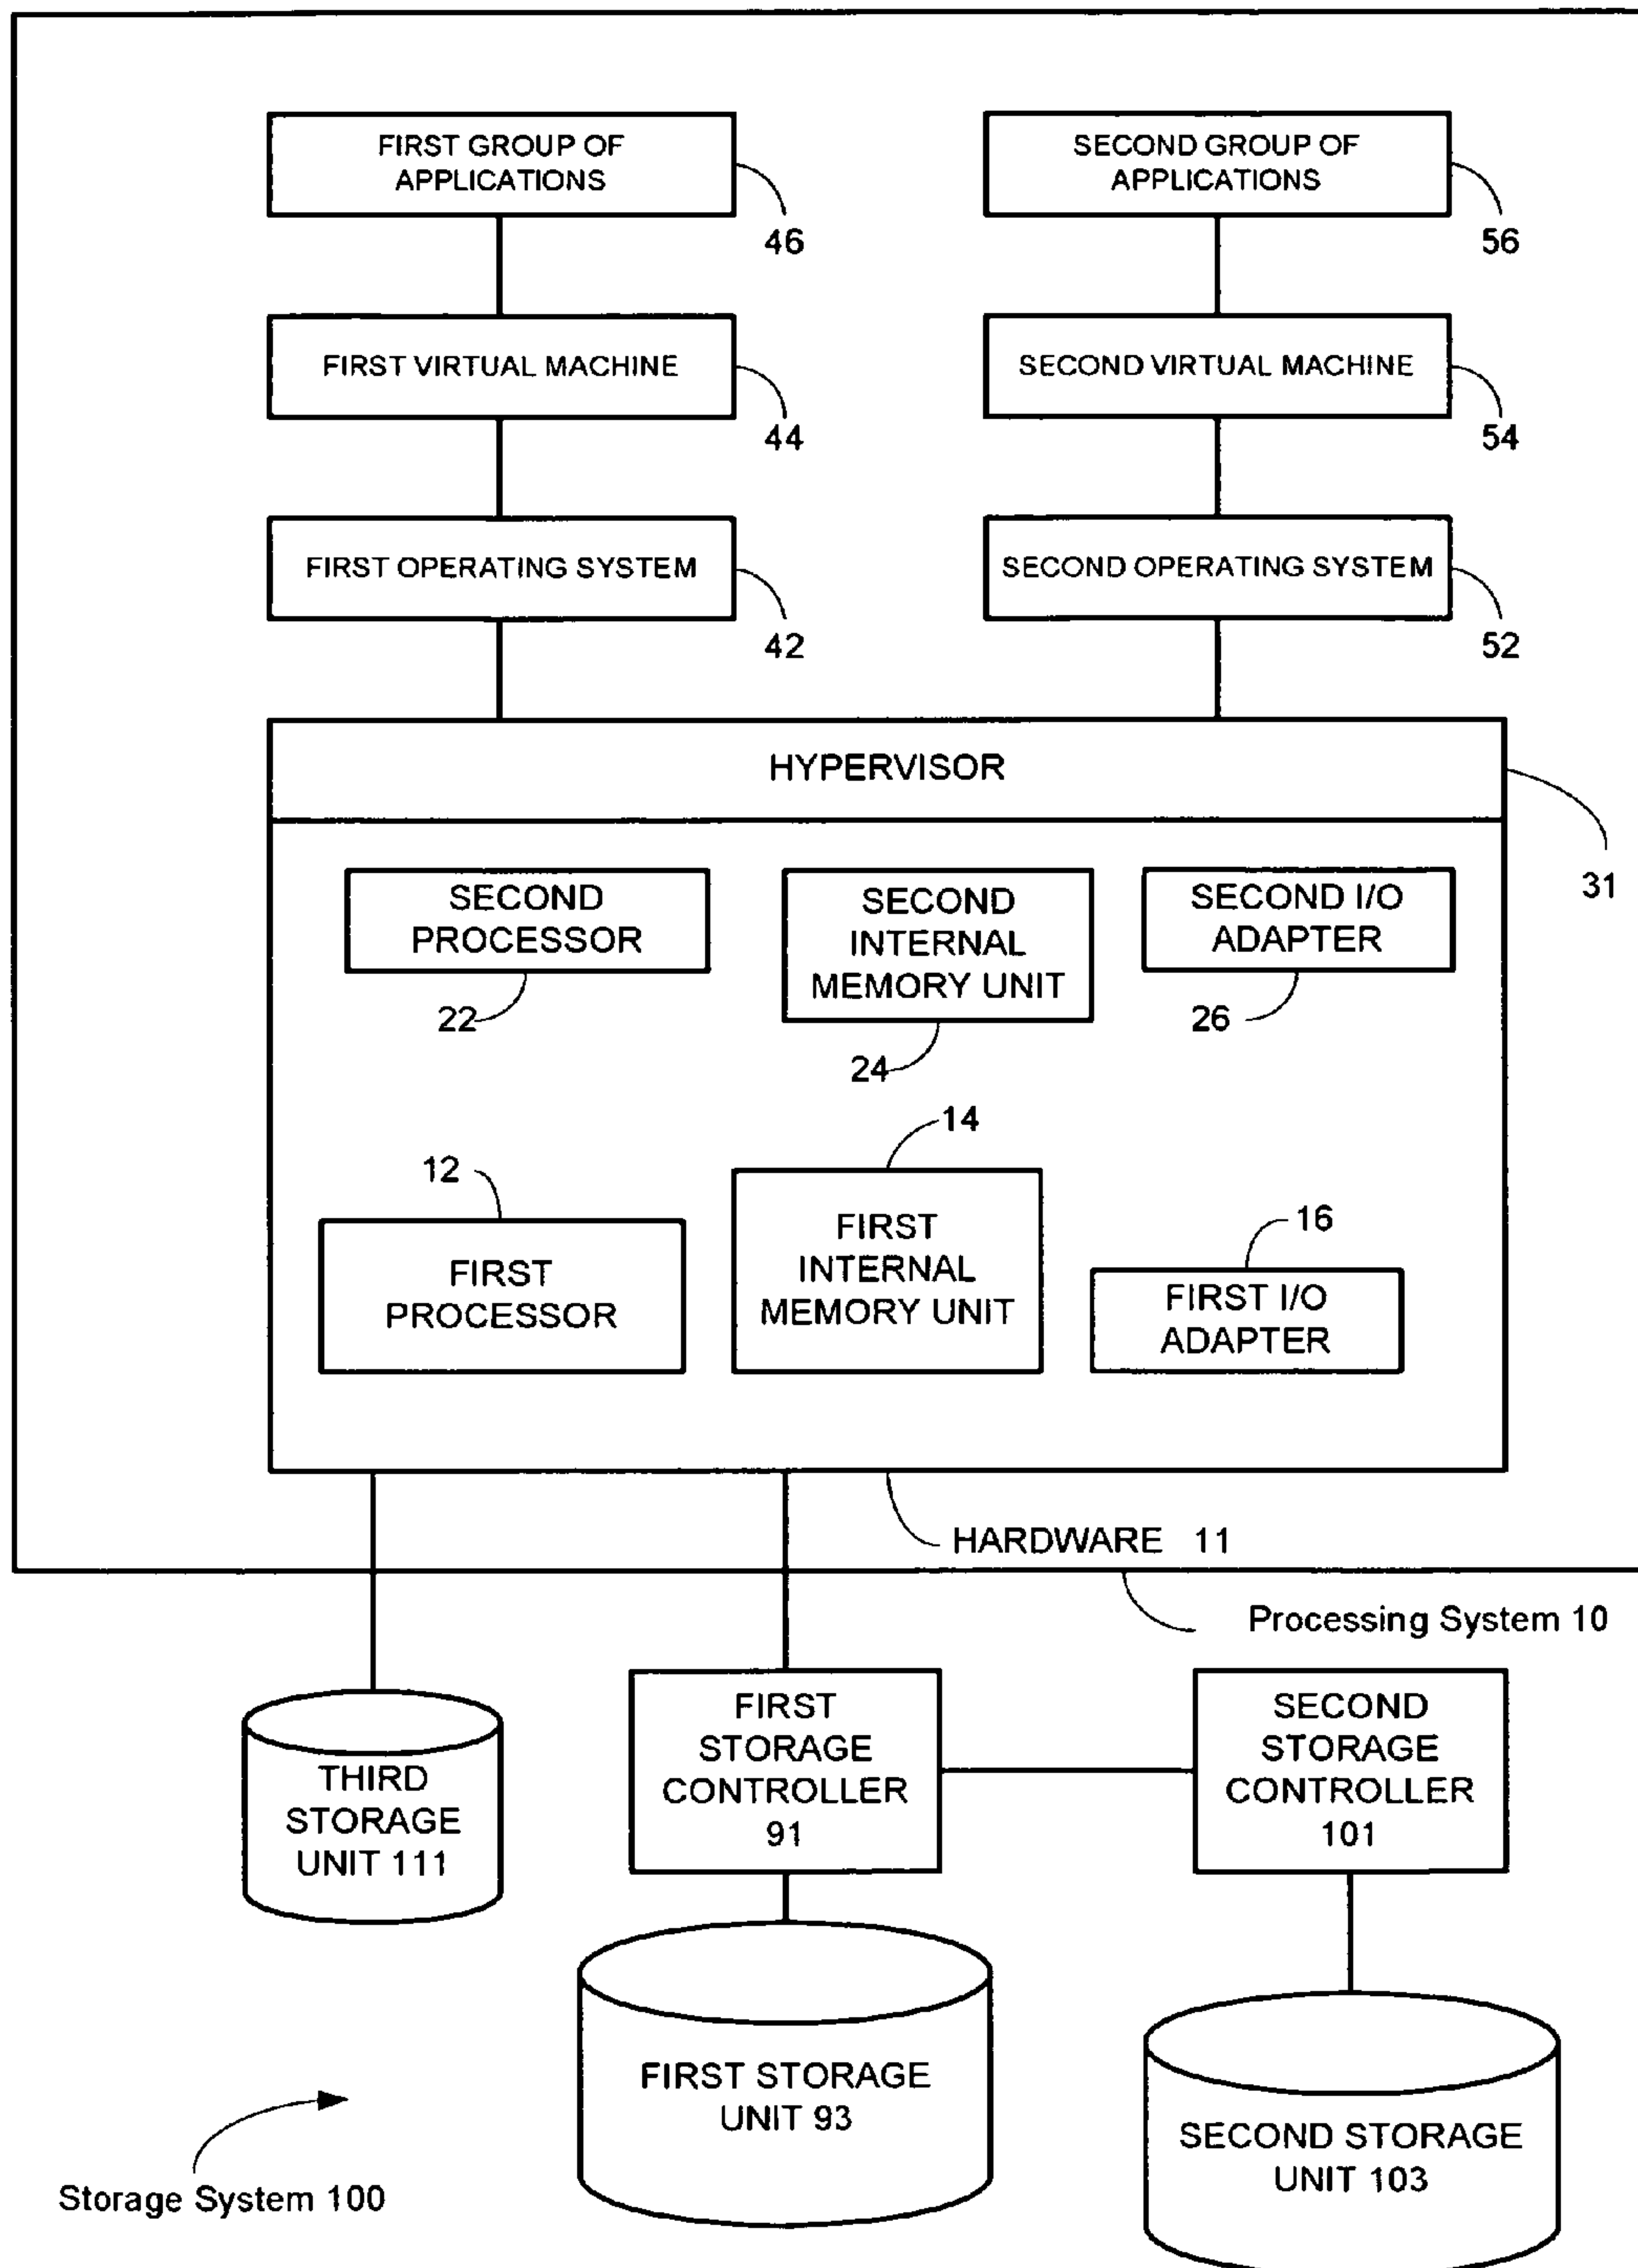 FIRST GROUP OF
APPLICATIONS
46
SECOND GROUP OF
APPLICATIONS
56
FIRST VIRTUAL MACHINE
44
SECOND VIRTUAL MACHINE
54
FIRST OPERATING SYSTEM
42
SECOND OPERATING SYSTEM
52
HYPERVISOR
31
SECOND
PROCESSOR
22
SECOND
INTERNAL
MEMORY UNIT
24
SECOND I/O
ADAPTER
26
12
FIRST
PROCESSOR
14
FIRST
INTERNAL
MEMORY UNIT
16
FIRST I/O
ADAPTER
HARDWARE 11
Processing System 10
THIRD
STORAGE
UNIT 111
FIRST
STORAGE
CONTROLLER
91
SECOND
STORAGE
CONTROLLER
101
FIRST STORAGE
UNIT 93
SECOND STORAGE
UNIT 103
Storage System 100